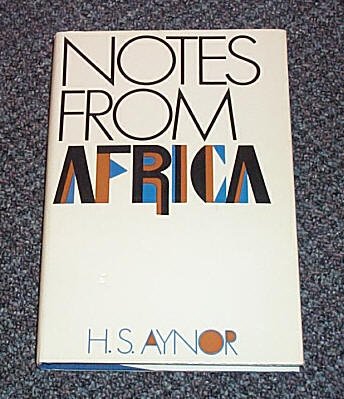 NOTES
FROM
AFRICA
H.S. AYNOR